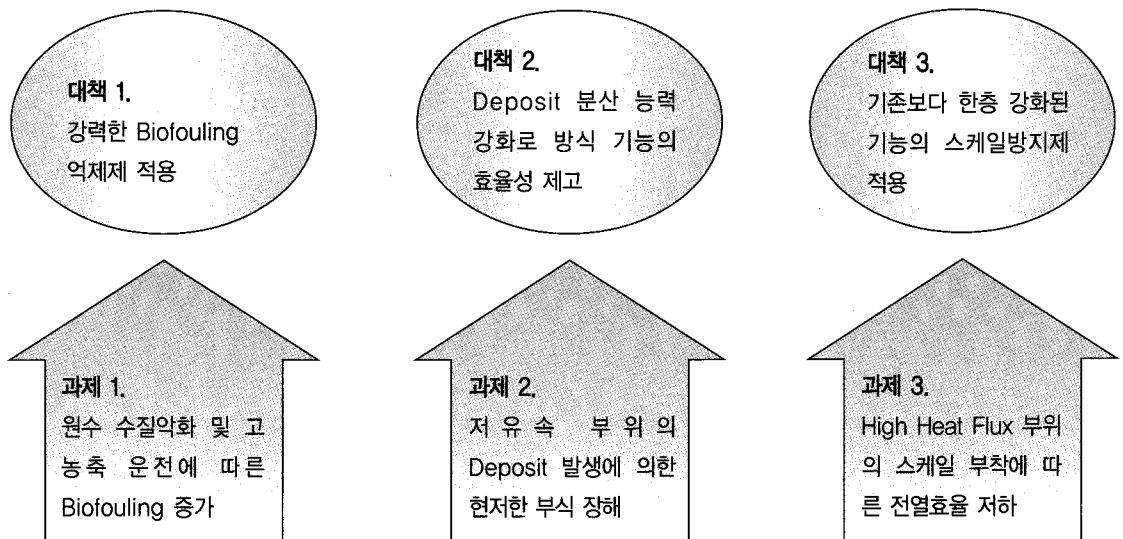 대책 1.
강력한 Biofouling
억제제 적용
대책 2.
Deposit 분산 능력
강화로 방식 기능의
효율성 제고
대책 3.
기존보다 한층 강화된
기능의 스케일방지제
적용
과제 1.
원수 수질악화 및 고
농축 운전에 따른
Biofouling 증가
과제 2.
저유속 부위의
Deposit 발생에 의한
현저한 부식 장해
과제 3.
High Heat Flux 부위
의 스케일 부착에 따
른 전열효율 저하